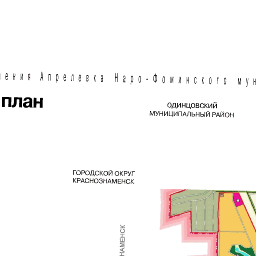 ения Апрелевка Наро-Фоминского мун
план
ОДИНЦОВСКИЙ
МУНИЦИПАЛЬНЫЙ РАЙОН
ГОРОДСКОЙ ОКРУГ
КРАСНОЗНАМЕНСК
НАМЕНСК